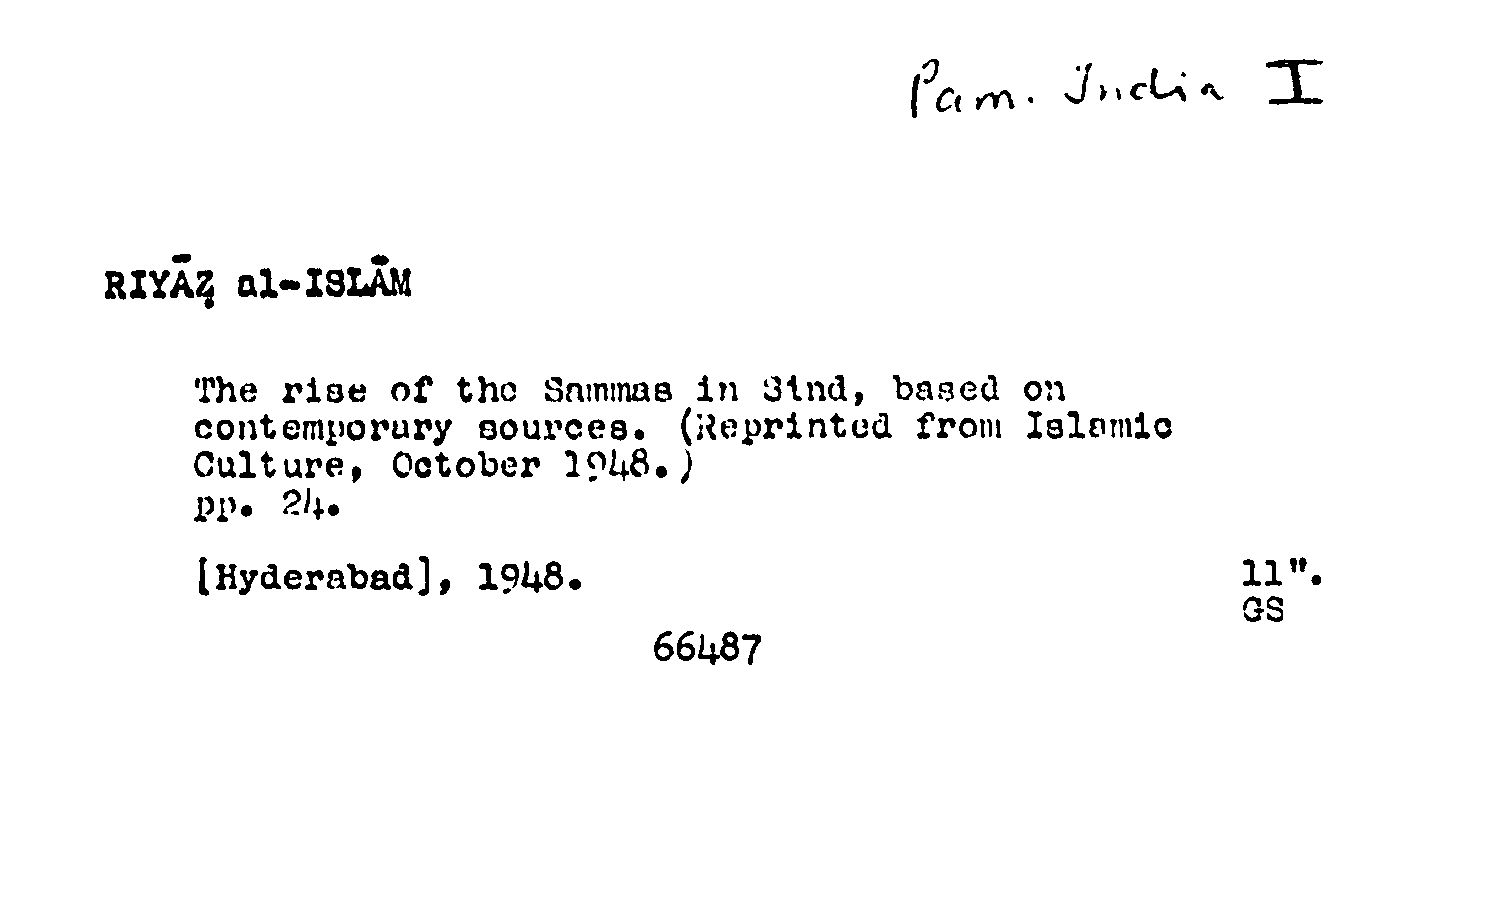 Pam. India I
RIYĀẒ al-ISLĀM
The rise of the Sammas in Sind, based on
contemporary sources. (Reprinted from Islamic
Culture, October 1948.)
pp. 24.
[Hyderabad], 1948.
11".
GS
66487